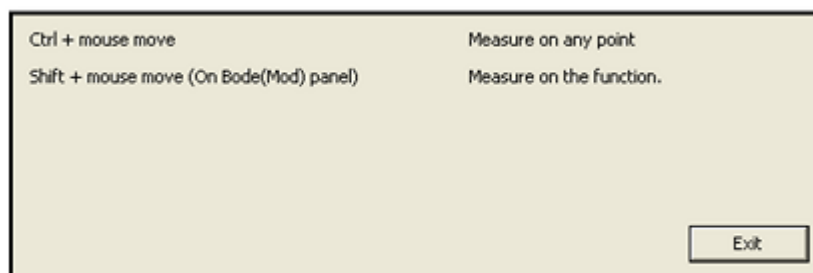 Ctrl + mouse move Measure on any point
Shift + mouse move (On Bode(Mod) panel) Measure on the function.
Exit